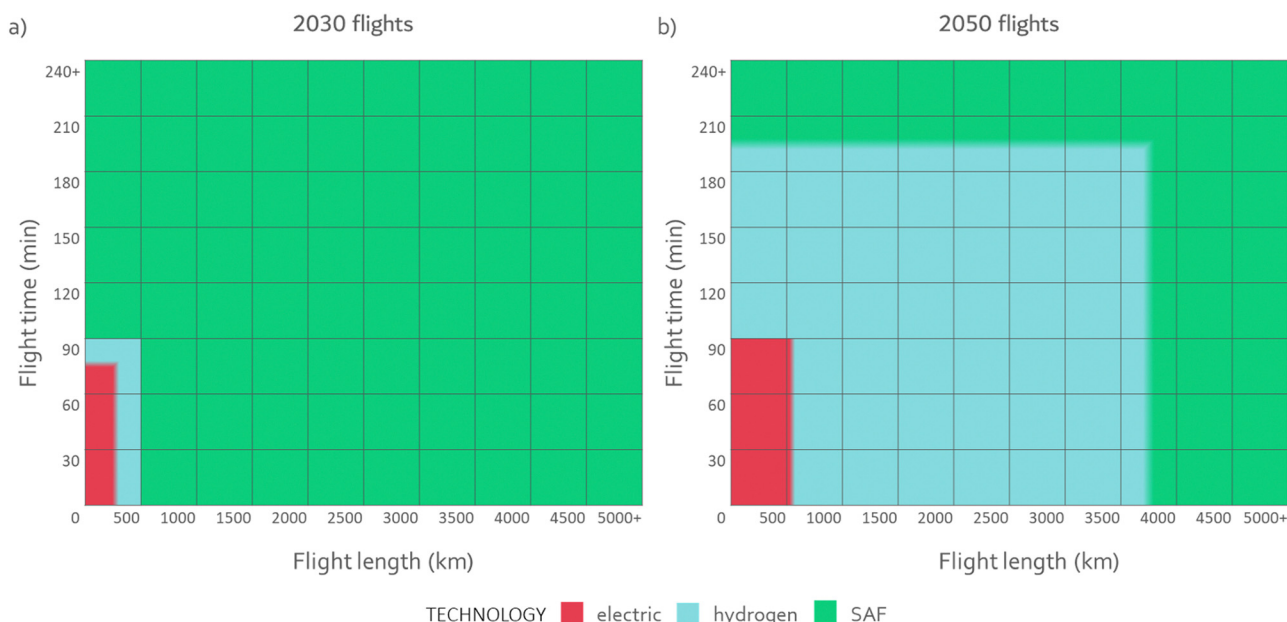 a) 2030 flights
240+
210
180
150
120
90
60
30
0 500 1000 1500 2000 2500 3000 3500 4000 4500 5000+
Flight time (min)
Flight length (km)
b) 2050 flights
240+
210
180
150
120
90
60
30
0 500 1000 1500 2000 2500 3000 3500 4000 4500 5000+
Flight time (min)
Flight length (km)
TECHNOLOGY electric hydrogen SAF